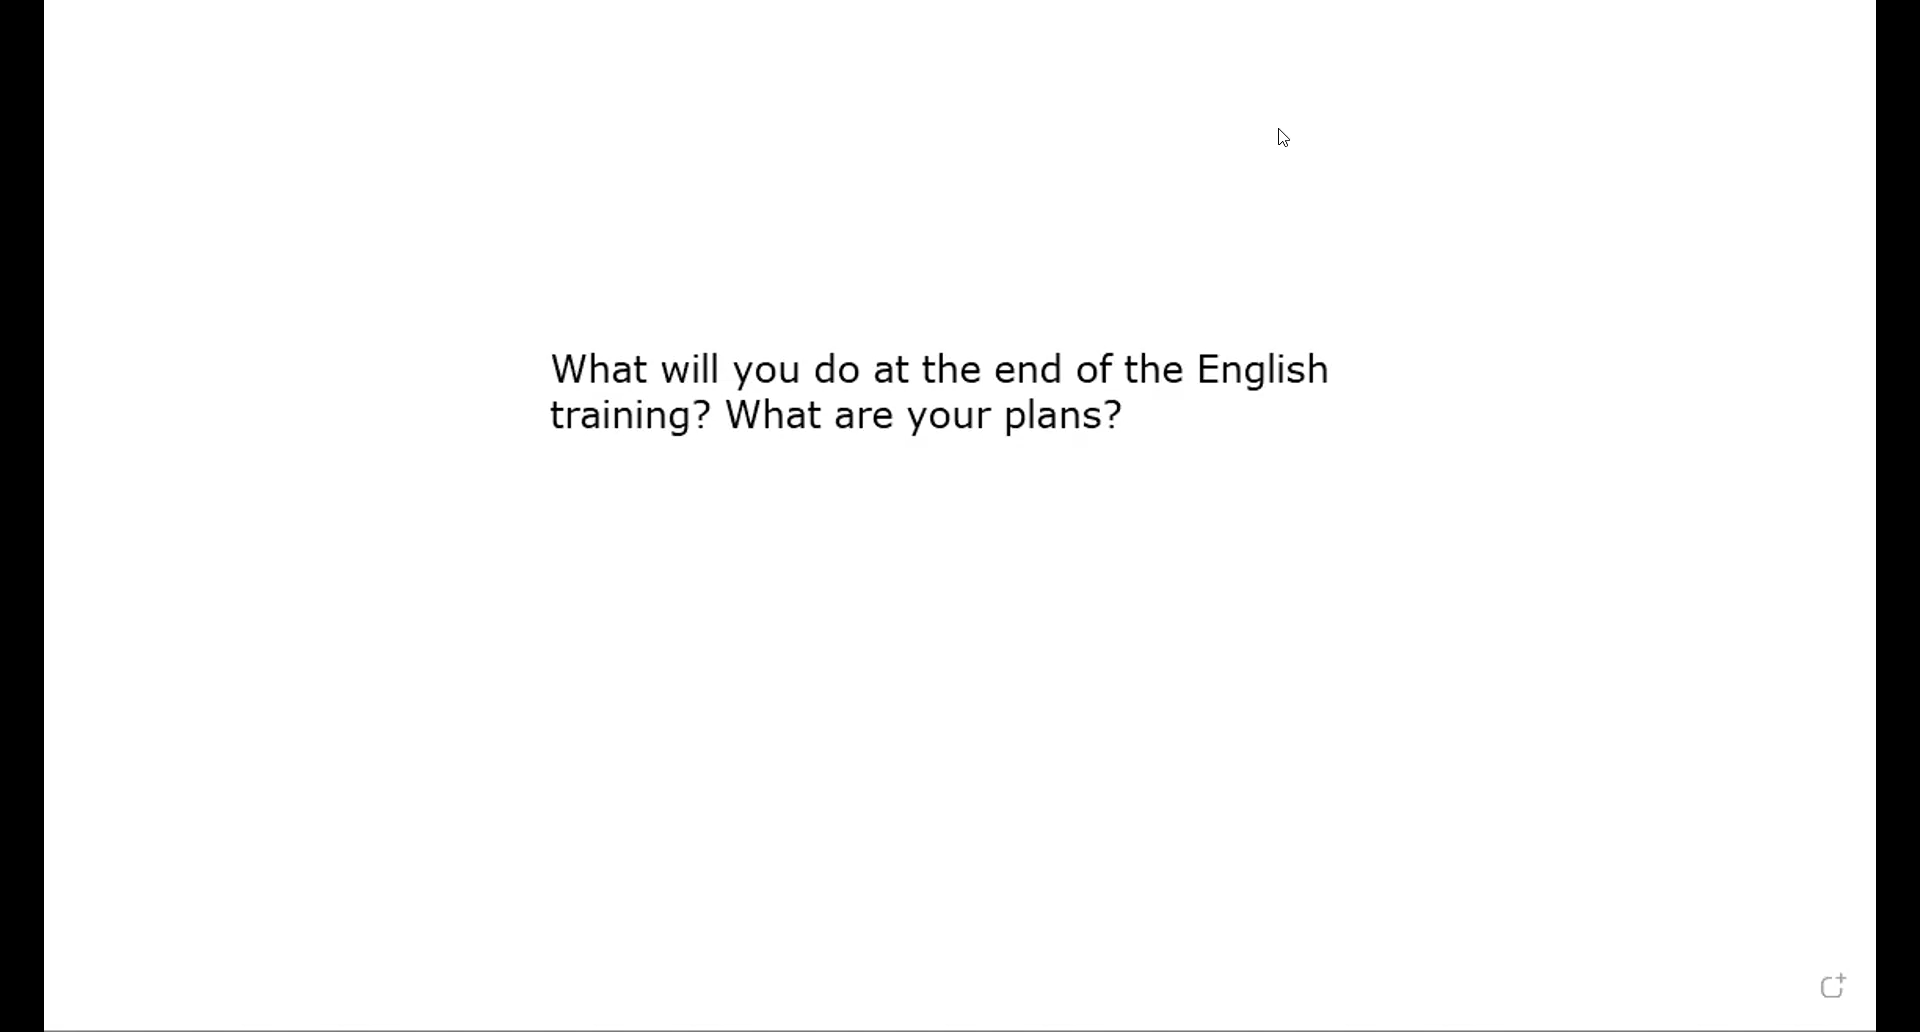 What will you do at the end of the English
training? What are your plans?